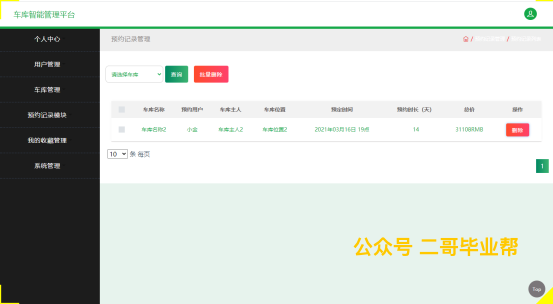 车库智能管理平台
个人中心
用户管理
车库管理
预约记录模块
我的收藏管理
系统管理
预约记录管理
请选择车库 查询 批量删除
车库名称 预约用户 车库主人 车库位置 预定时间 预约时长（天） 总价 操作
车库名称2 小金 车库主人2 车库位置2 2021年03月16日 19点 14 31108RMB 删除
10 条 每页
1
公众号 二哥毕业帮
Top